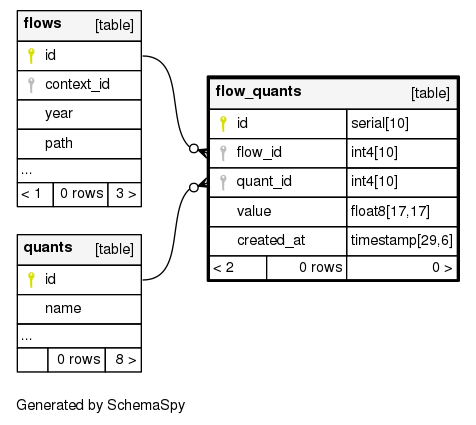 flows [table]
id
context_id
year
path
...
< 1 0 rows 3 >
flow_quants [table]
id serial[10]
flow_id int4[10]
quant_id int4[10]
value float8[17,17]
created_at timestamp[29,6]
< 2 0 rows 0 >
quants [table]
id
name
...
0 rows 8 >
Generated by SchemaSpy